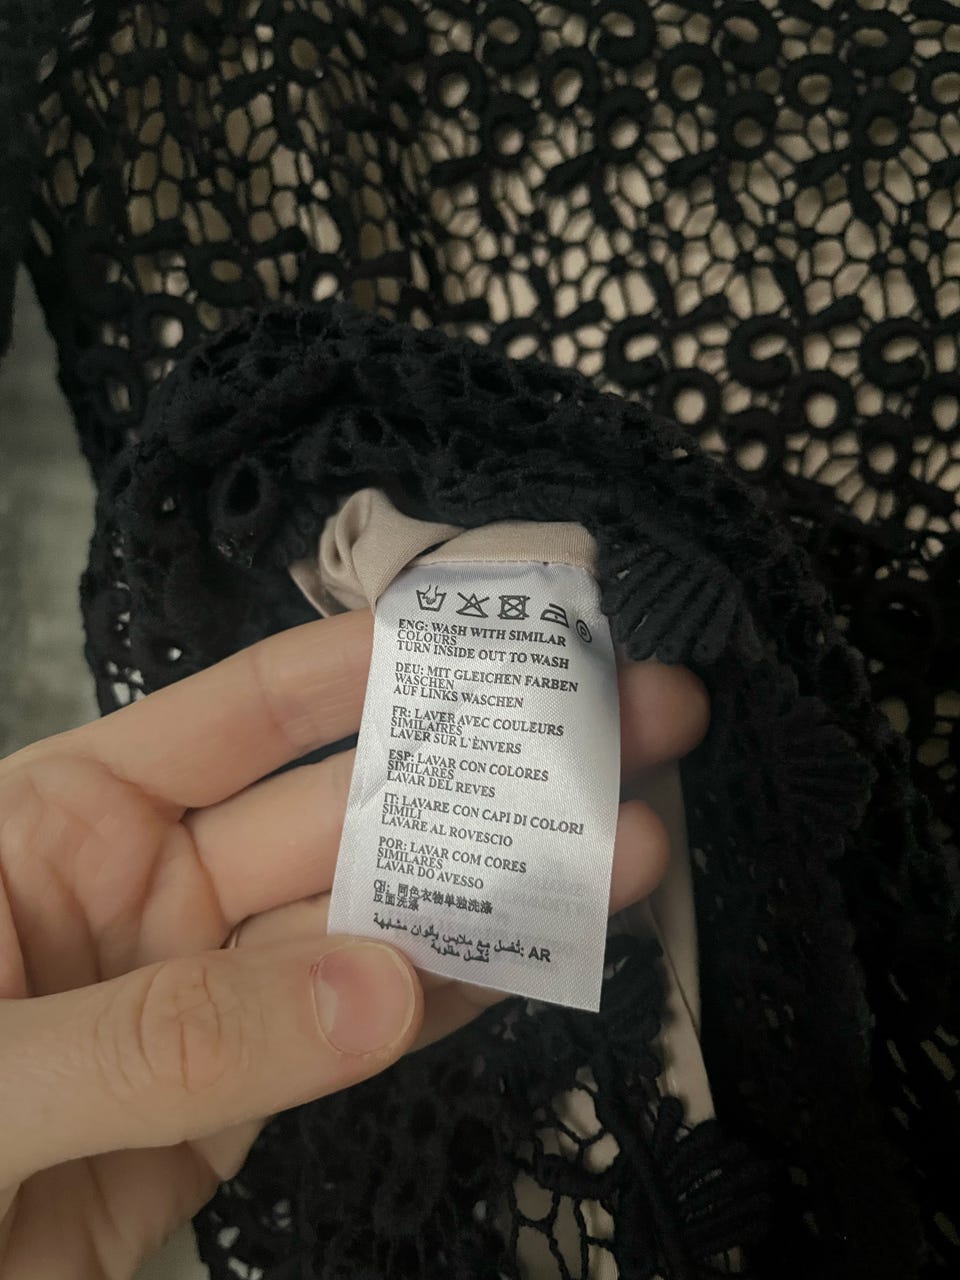 P
ENG: WASH WITH SIMILAR
COLOURS
TURN INSIDE OUT TO WASH
DEU: MIT GLEICHEN FARBEN
WASCHEN
AUF LINKS WASCHEN
FR: LAVER AVEC COULEURS
SIMILAIRES
LAVER SUR L`ÈNVERS
ESP: LAVAR CON COLORES
SIMILARES
LAVAR DEL REVES
IT: LAVARE CON CAPI DI COLORI
SIMILI
LAVARE AL ROVESCIO
POR: LAVAR COM CORES
SIMILARES
LAVAR DO AVESSO
同色衣物单独洗涤
反面洗涤
AR: تُغسل مع ملابس بألوان مشابهة
تُغسل مقلوبة